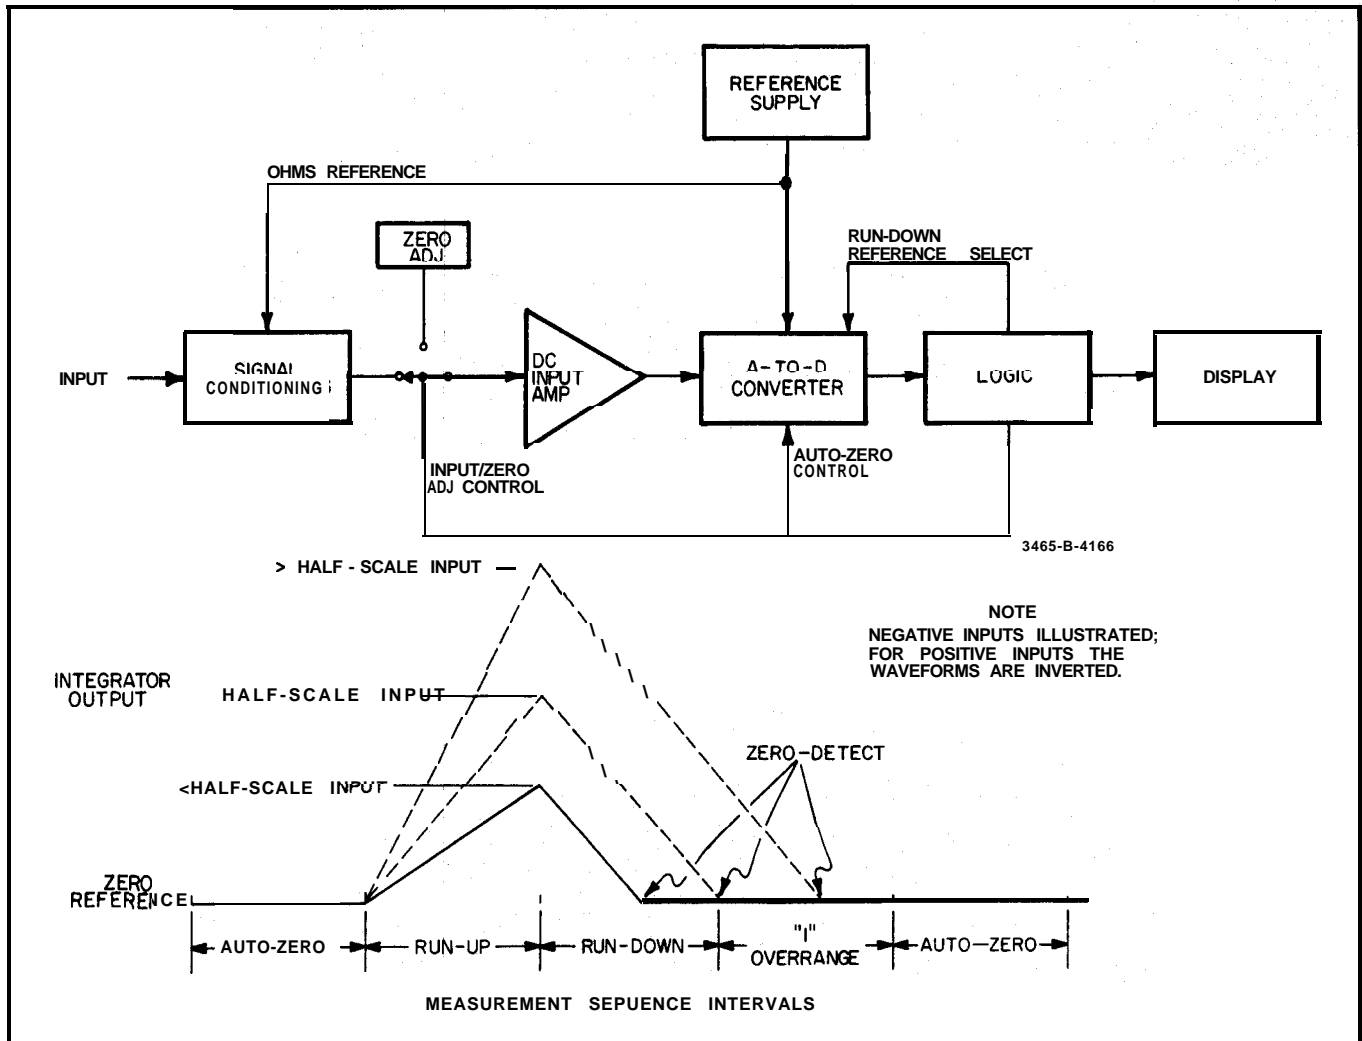 REFERENCE
SUPPLY
OHMS REFERENCE
ZERO
ADJ
RUN-DOWN
REFERENCE SELECT
INPUT
SIGNAL
CONDITIONING
DC
INPUT
AMP
A-TO-D
CONVERTER
LOGIC
DISPLAY
INPUT/ZERO
ADJ CONTROL
AUTO-ZERO
CONTROL
3465-B-4166
> HALF-SCALE INPUT
NOTE
NEGATIVE INPUTS ILLUSTRATED;
FOR POSITIVE INPUTS THE
WAVEFORMS ARE INVERTED.
INTEGRATOR
OUTPUT
HALF-SCALE INPUT
ZERO-DETECT
<HALF-SCALE INPUT
ZERO
REFERENCE
AUTO-ZERO
RUN-UP
RUN-DOWN
"1"
OVERRANGE
AUTO-ZERO
MEASUREMENT SEPUENCE INTERVALS